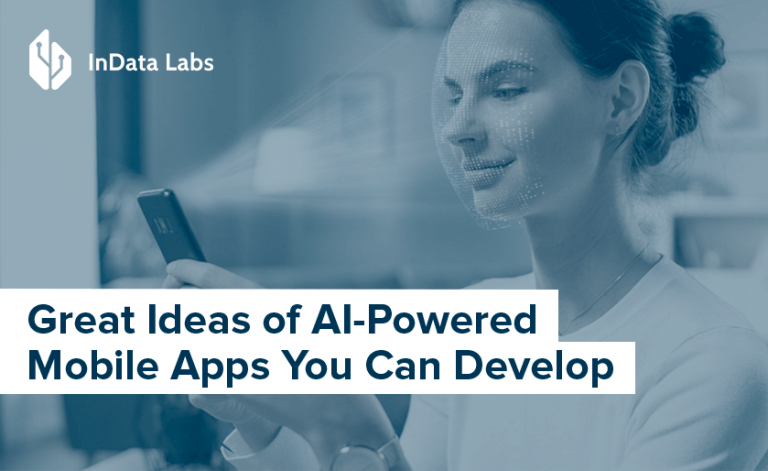 InData Labs
Great Ideas of AI-Powered
Mobile Apps You Can Develop